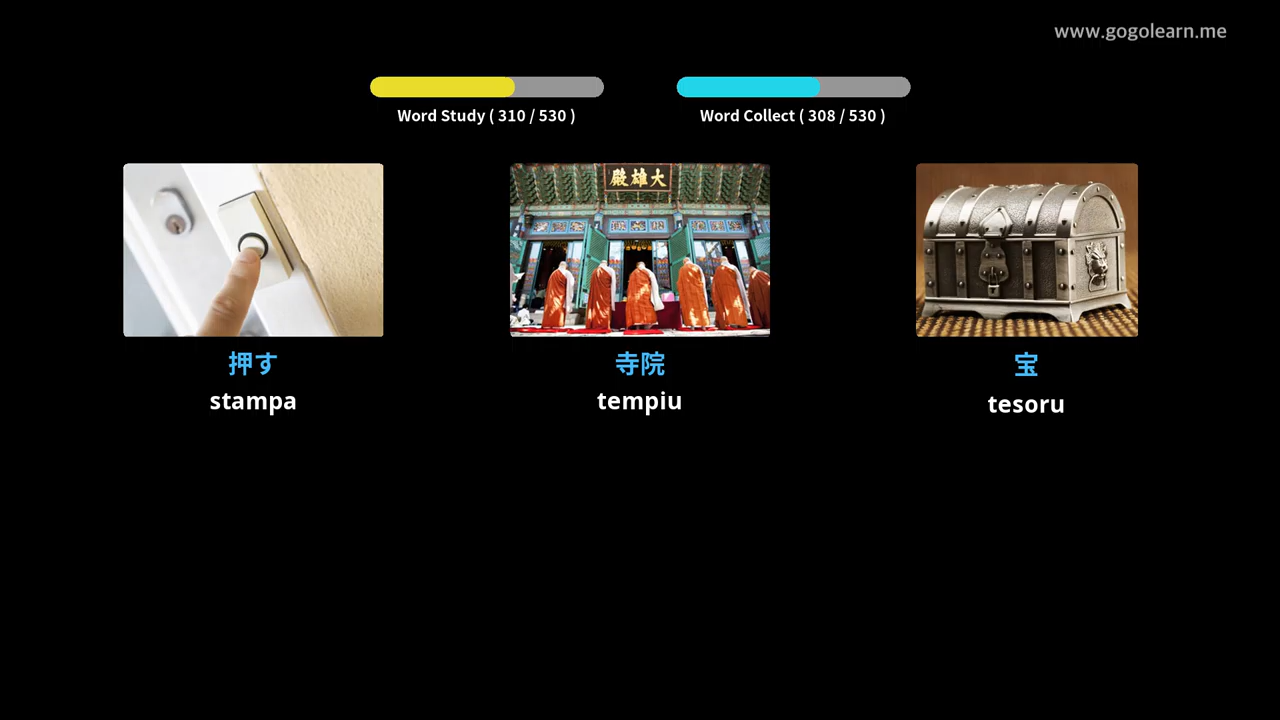 www.gogolearn.me
Word Study ( 310 / 530 )
Word Collect ( 308 / 530 )
大雄殿
押す
stampa
寺院
tempiu
宝
tesoru